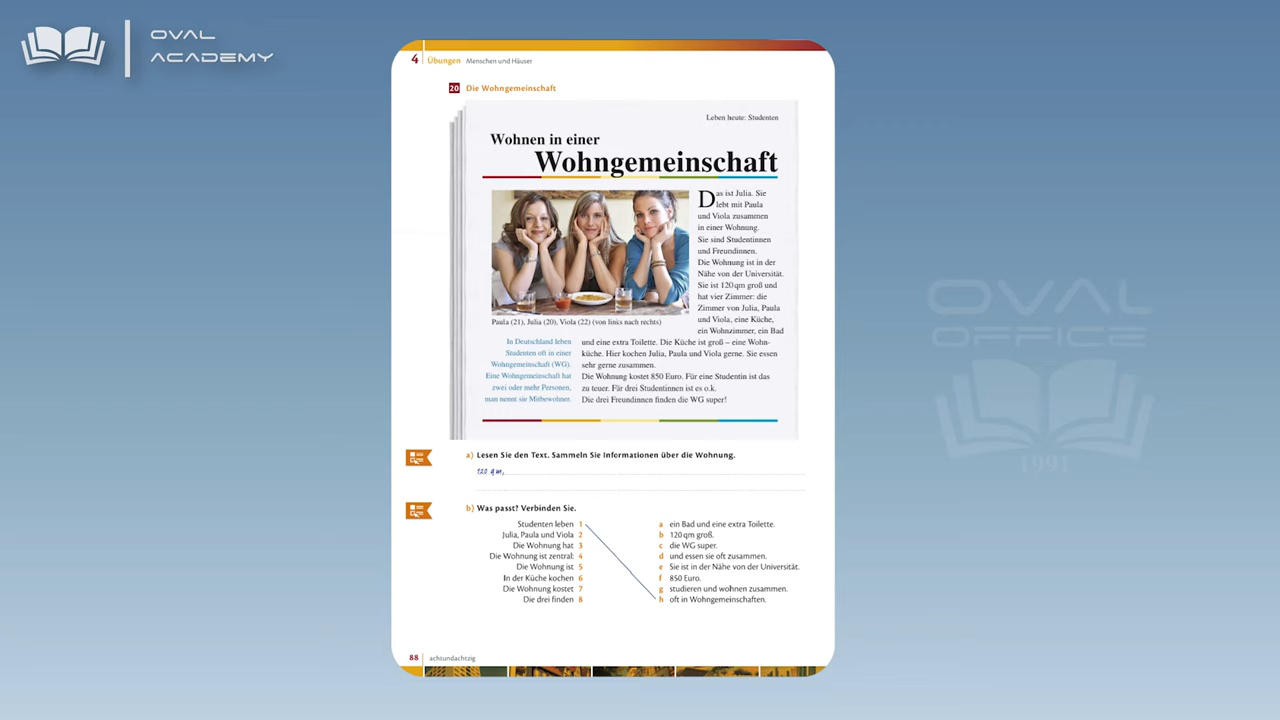 OVAL
ACADEMY
4 Übungen Menschen und Häuser
20 Die Wohngemeinschaft
Leben heute: Studenten
Wohnen in einer
Wohngemeinschaft
Das ist Julia. Sie
lebt mit Paula
und Viola zusammen
in einer Wohnung.
Sie sind Studentinnen
und Freundinnen.
Die Wohnung ist in der
Nähe von der Universität.
Sie ist 120 qm groß und
hat vier Zimmer: die
Zimmer von Julia, Paula
und Viola, eine Küche,
ein Wohnzimmer, ein Bad
und eine extra Toilette. Die Küche ist groß – eine Wohn-
küche. Hier kochen Julia, Paula und Viola gerne. Sie essen
sehr gerne zusammen.
Die Wohnung kostet 850 Euro. Für eine Studentin ist das
zu teuer. Für drei Studentinnen ist es o.k.
Die drei Freundinnen finden die WG super!
Paula (21), Julia (20), Viola (22) (von links nach rechts)
In Deutschland leben
Studenten oft in einer
Wohngemeinschaft (WG).
Eine Wohngemeinschaft hat
zwei oder mehr Personen,
man nennt sie Mitbewohner.
a) Lesen Sie den Text. Sammeln Sie Informationen über die Wohnung.
120 qm,
b) Was passt? Verbinden Sie.
Studenten leben 1
Julia, Paula und Viola 2
Die Wohnung hat 3
Die Wohnung ist zentral: 4
Die Wohnung ist 5
In der Küche kochen 6
Die Wohnung kostet 7
Die drei finden 8
a ein Bad und eine extra Toilette.
b 120 qm groß.
c die WG super.
d und essen sie oft zusammen.
e Sie ist in der Nähe von der Universität.
f 850 Euro.
g studieren und wohnen zusammen.
h oft in Wohngemeinschaften.
88 achtundachtzig
OVAL
OFFICE
1991